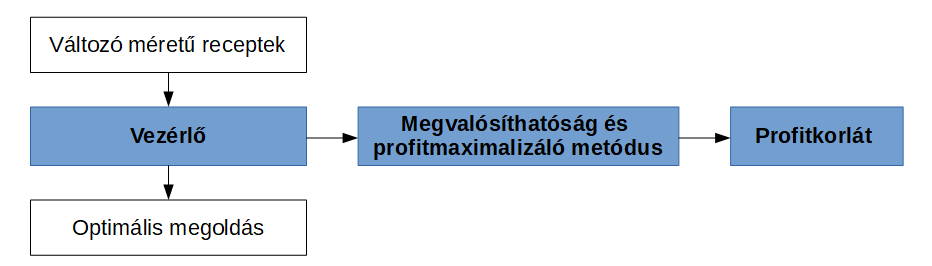 Változó méretű receptek
Vezérlő
Megvalósíthatóság és
profitmaximalizáló metódus
Profitkorlát
Optimális megoldás